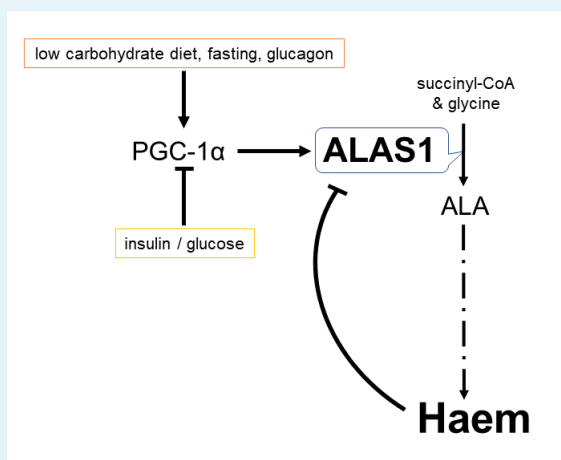 low carbohydrate diet, fasting, glucagon
succinyl-CoA
& glycine
PGC-1α
ALAS1
ALA
insulin / glucose
Haem